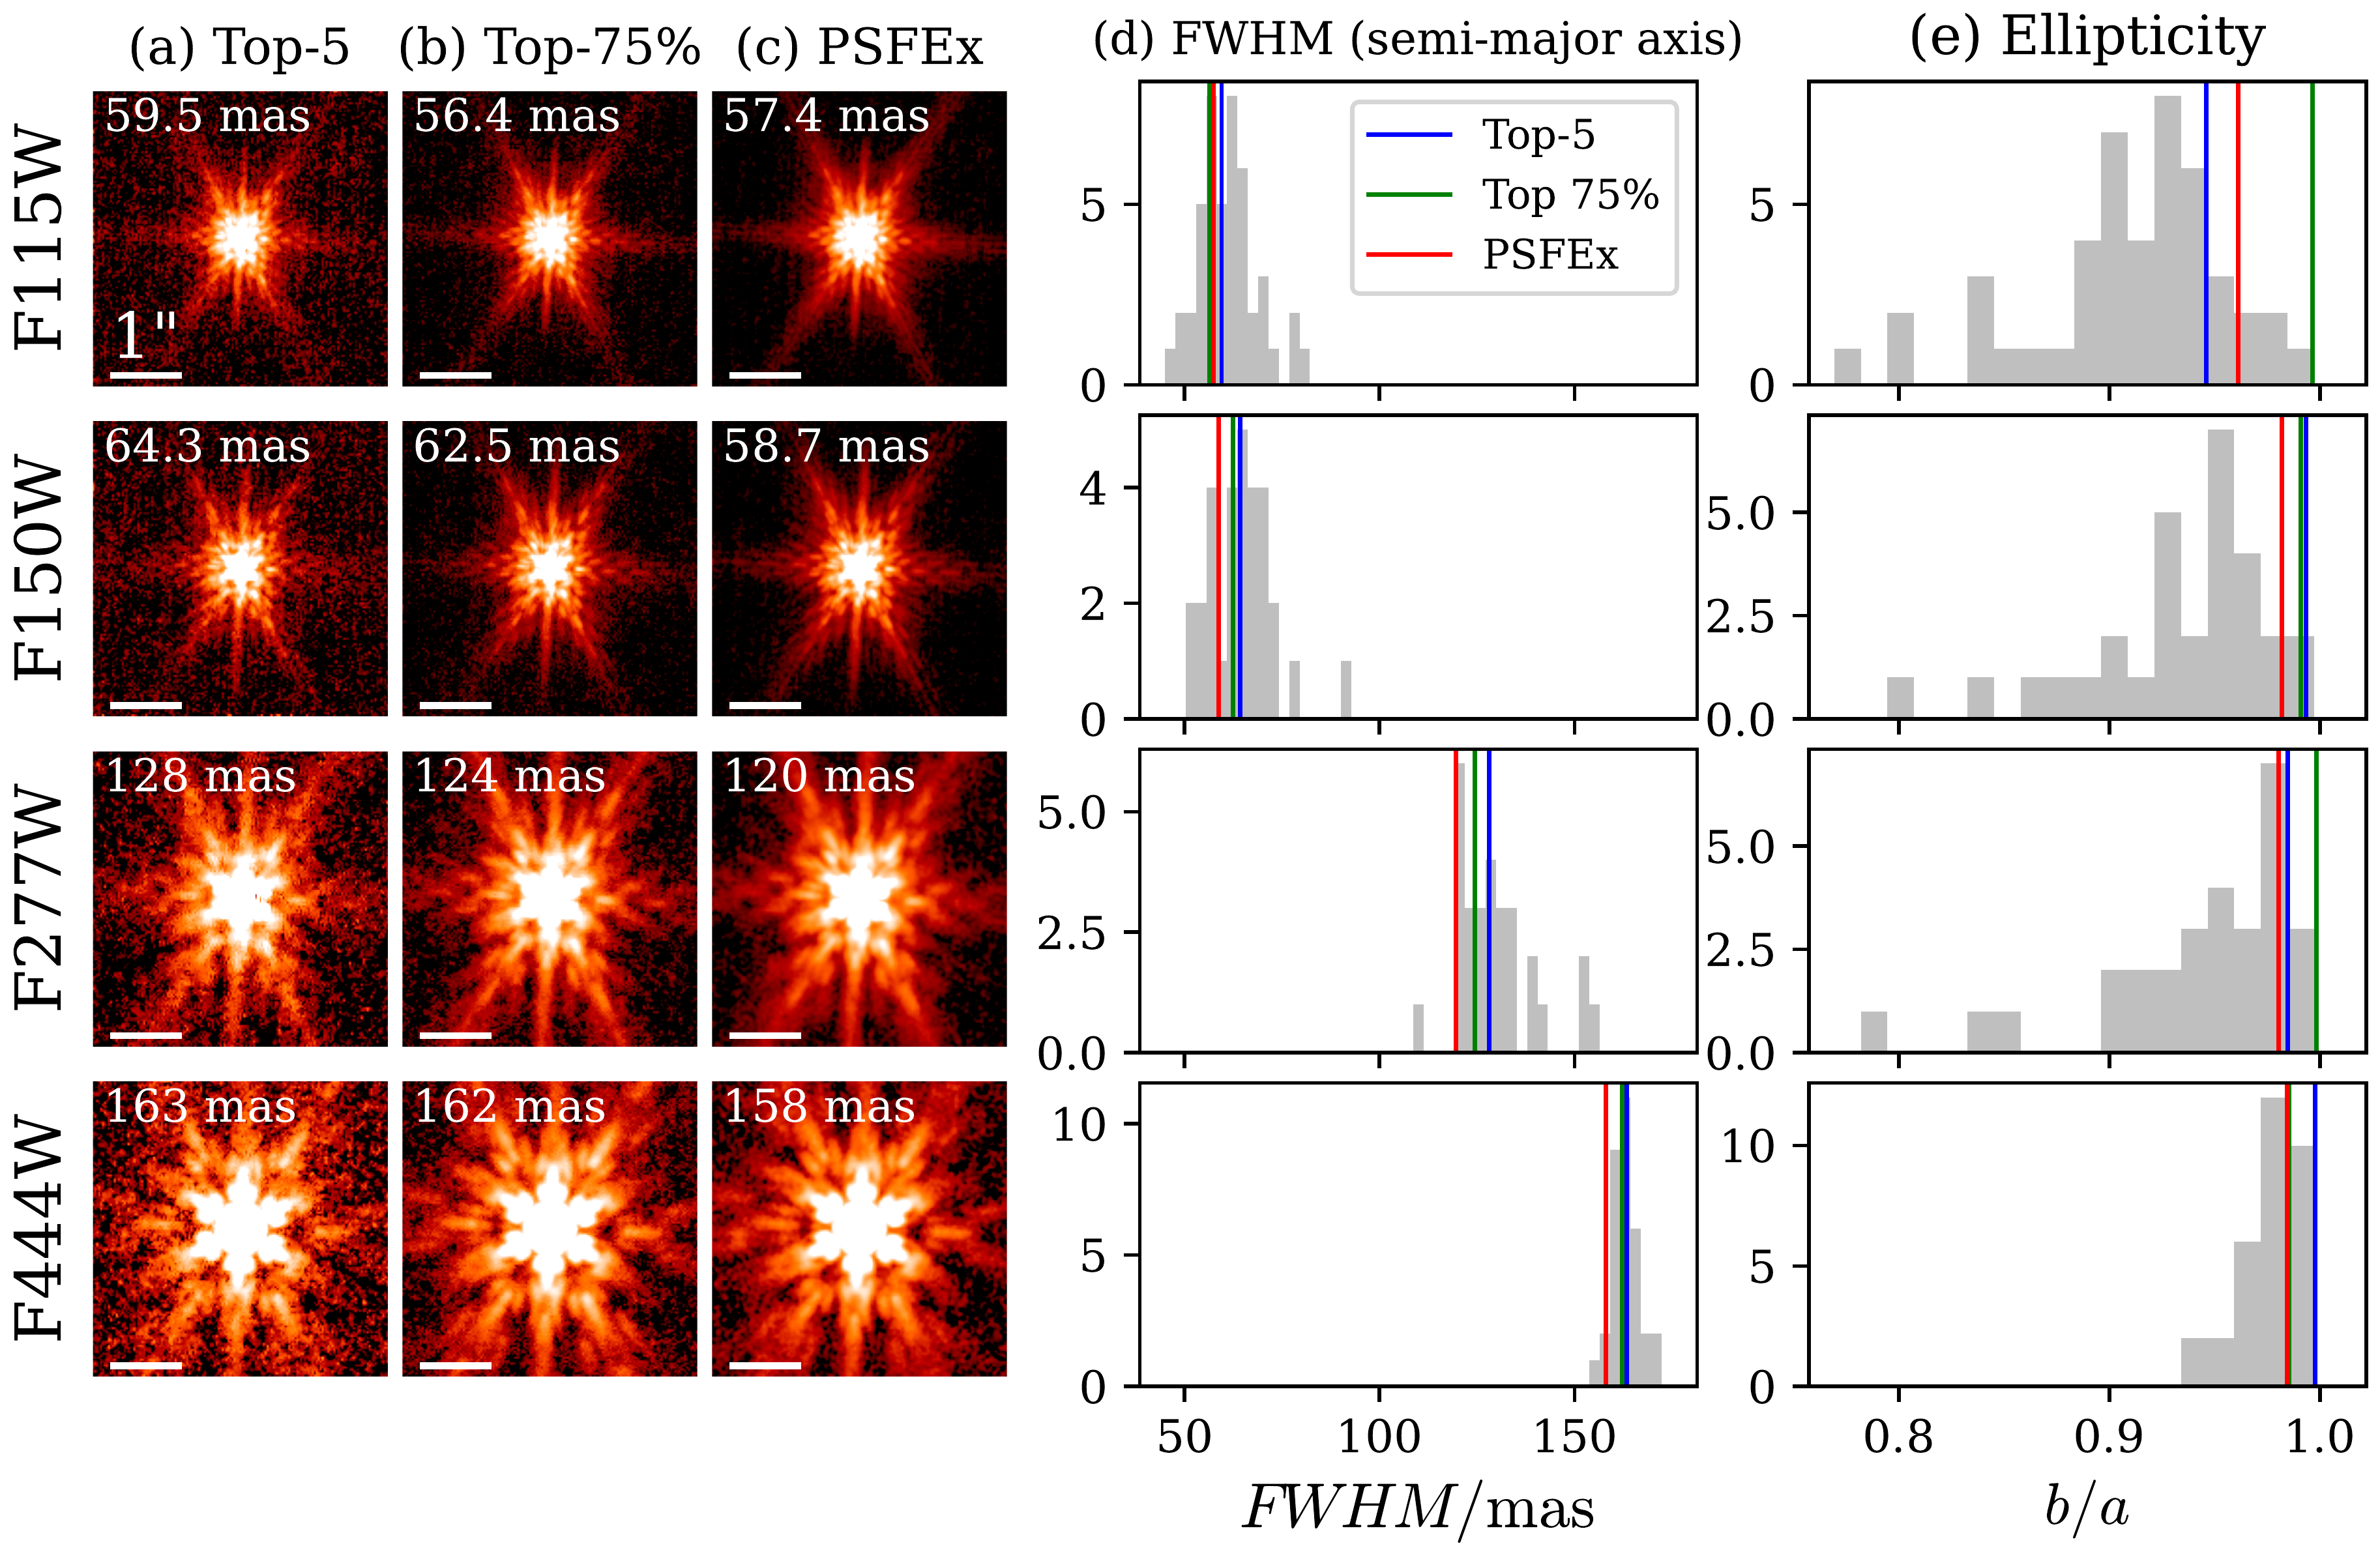 (a) Top-5
(b) Top-75%
(c) PSFEx
(d) FWHM (semi-major axis)
(e) Ellipticity
F115W
59.5 mas
1"
56.4 mas
57.4 mas
5
0
Top-5
Top 75%
PSFEx
5
0
F150W
64.3 mas
62.5 mas
58.7 mas
4
2
0
5.0
2.5
0.0
F277W
128 mas
124 mas
120 mas
5.0
2.5
0.0
5.0
2.5
0.0
F444W
163 mas
162 mas
158 mas
10
5
0
50 100 150
FWHM/mas
10
5
0
0.8 0.9 1.0
b/a